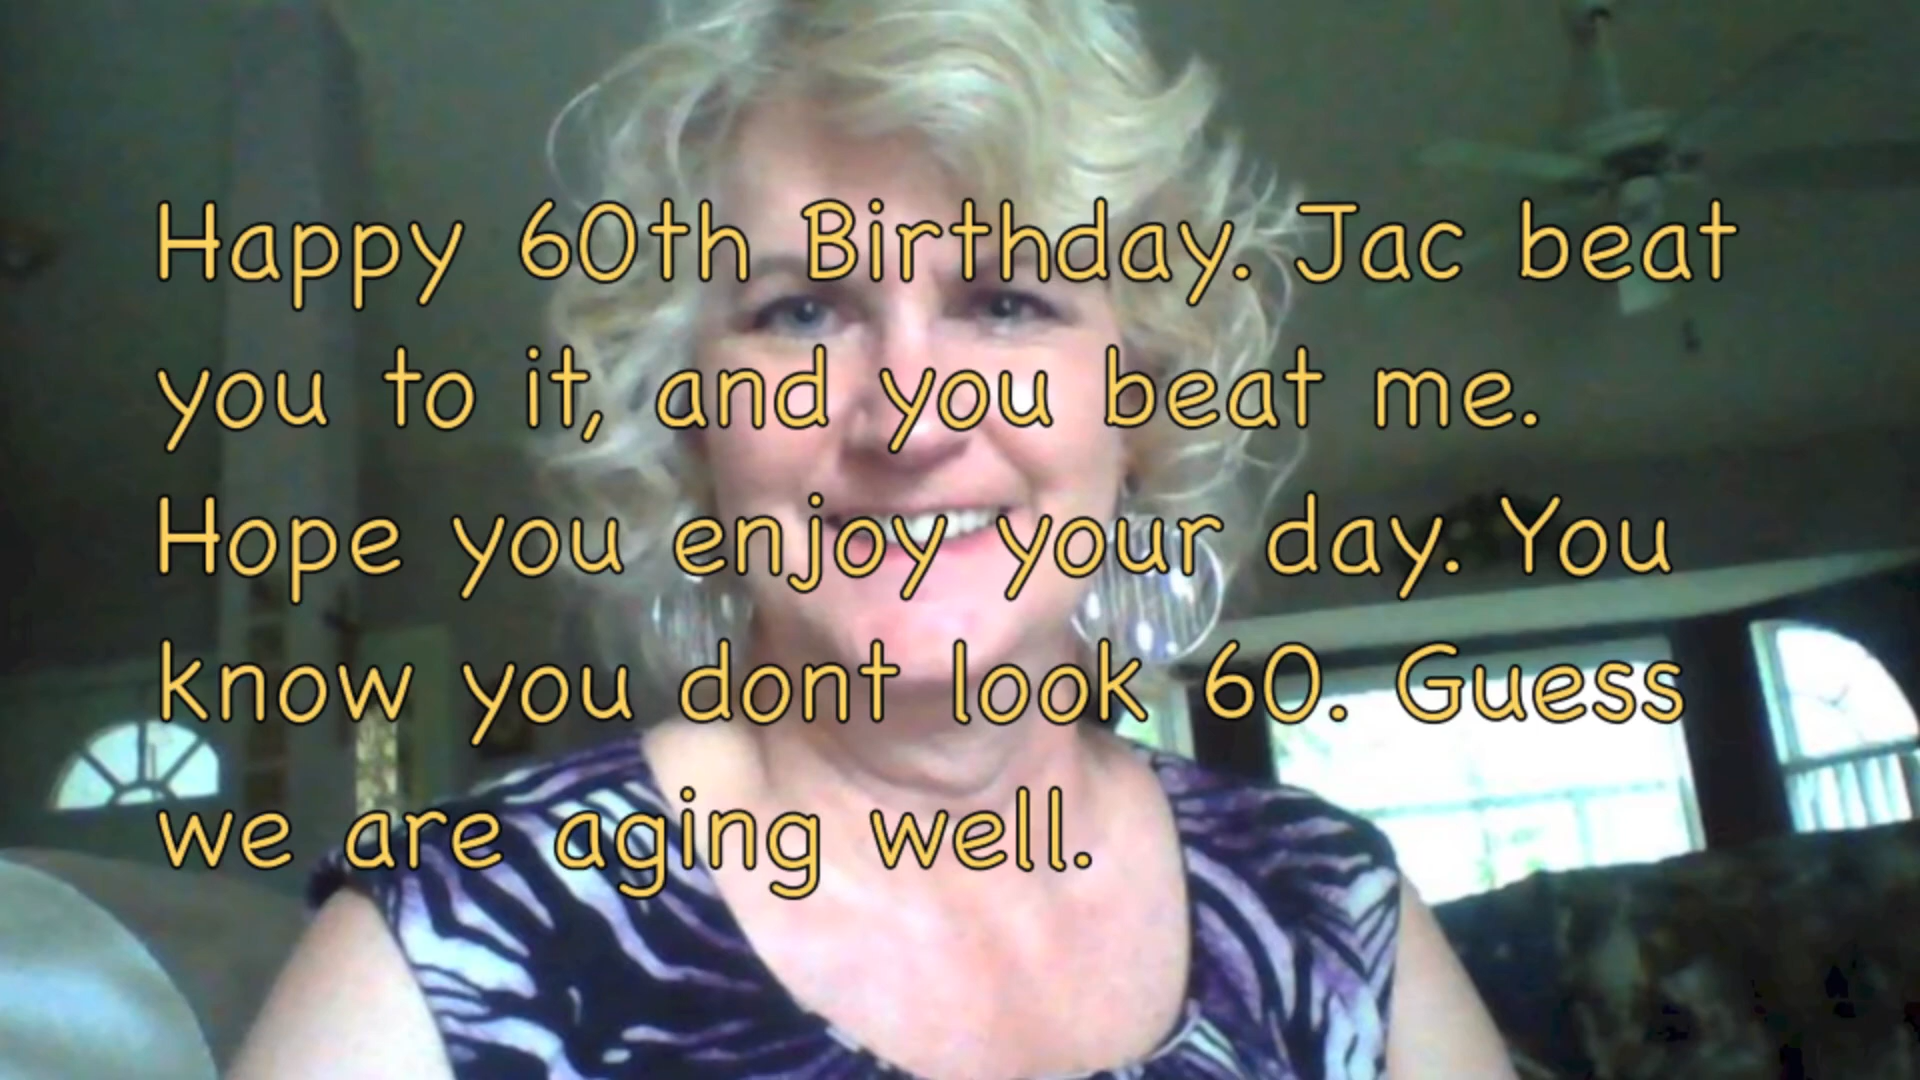 Happy 60th Birthday. Jac beat
you to it, and you beat me.
Hope you enjoy your day. You
know you dont look 60. Guess
we are aging well.